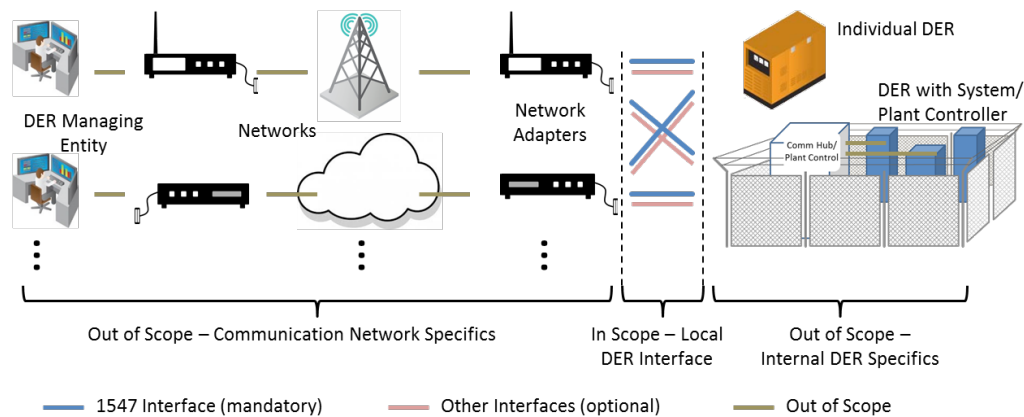 Individual DER
DER with System/
Plant Controller
DER Managing
Entity
Networks
Network
Adapters
Comm Hub/
Plant Control
Out of Scope – Communication Network Specifics
In Scope – Local
DER Interface
Out of Scope –
Internal DER Specifics
1547 Interface (mandatory)
Other Interfaces (optional)
Out of Scope